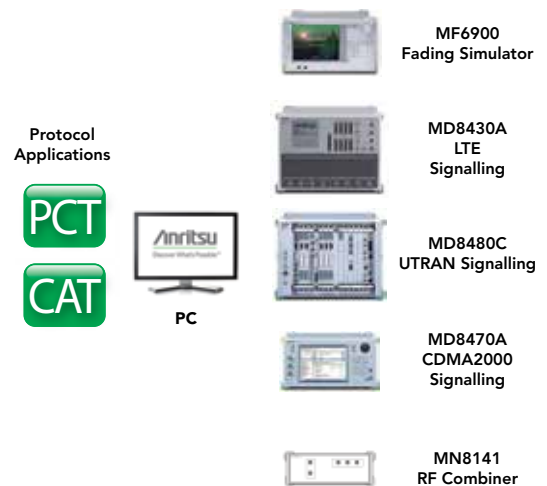 MF6900
Fading Simulator
Protocol
Applications
MD8430A
LTE
Signalling
PCT
Anritsu
Discover What's Possible™
MD8480C
UTRAN Signalling
CAT
PC
MD8470A
CDMA2000
Signalling
MN8141
RF Combiner